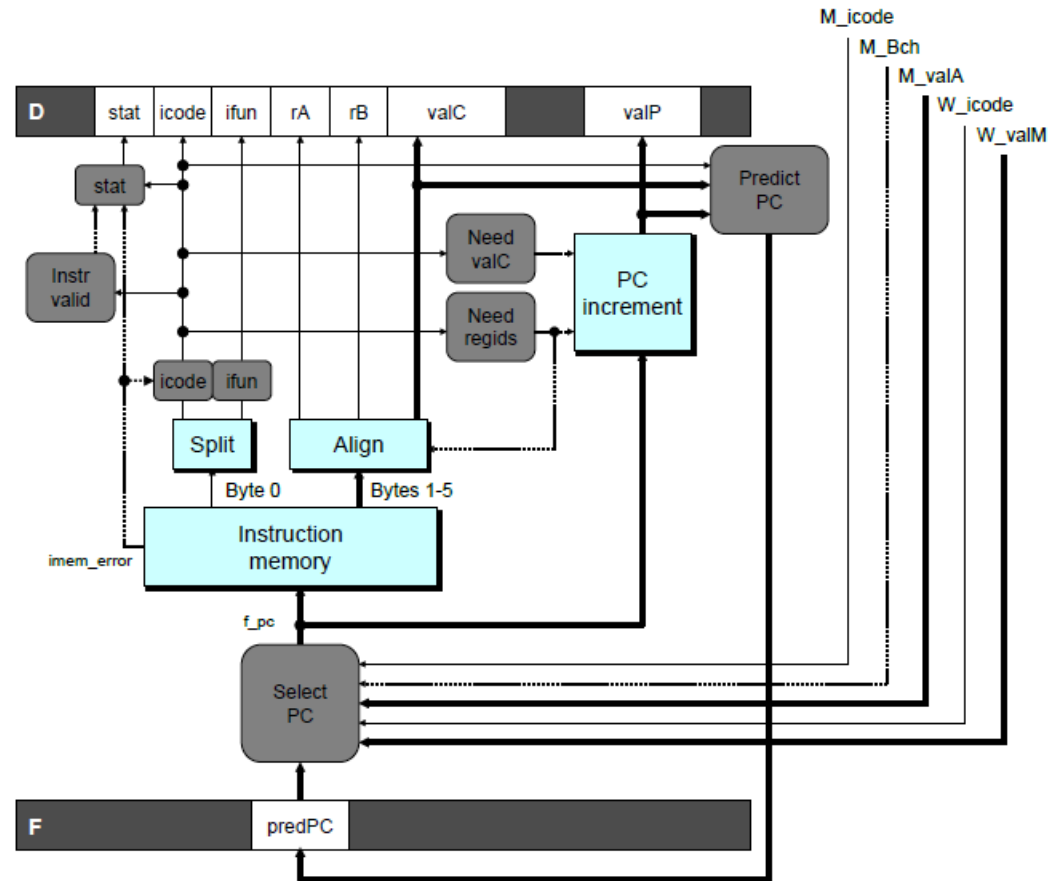 M_icode
M_Bch
M_valA
W_icode
W_valM
D
stat
icode
ifun
rA
rB
valC
valP
stat
Predict
PC
Need
valC
Instr
valid
PC
increment
Need
regids
icode
ifun
Split
Align
Byte 0
Bytes 1-5
Instruction
memory
imem_error
f_pc
Select
PC
F
predPC